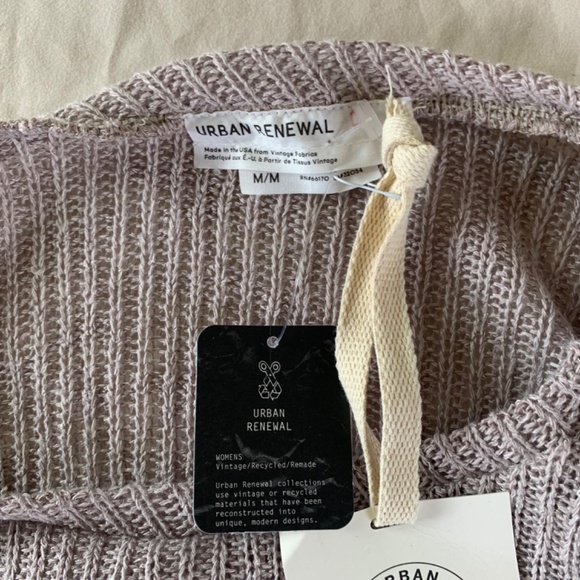 URBAN RENEWAL
Made in the USA from Vintage Fabrics
Fabriqué aux É.-U. à Partir de Tissus Vintage
M/M
RN#66170
URBAN
RENEWAL
WOMENS
Vintage/Recycled/Remade
Urban Renewal collections
use vintage or recycled
materials that have been
reconstructed into
unique, modern designs.
URBAN